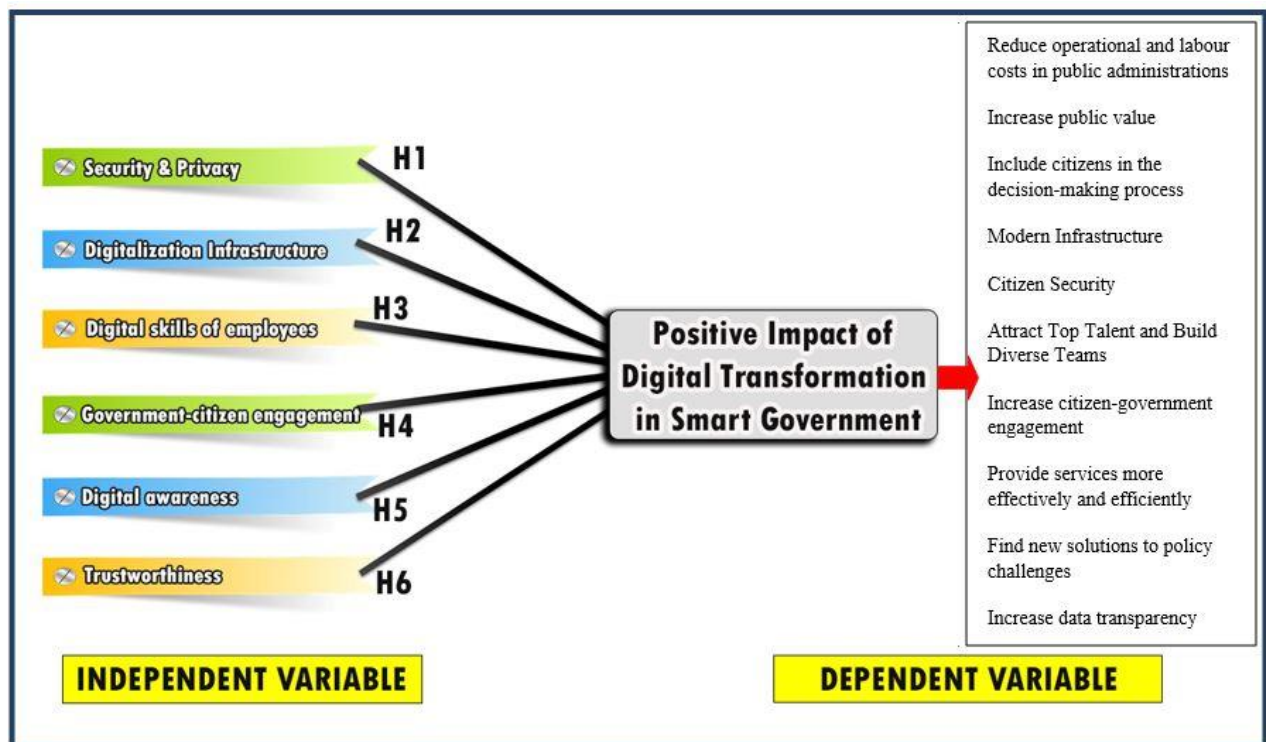 Security & Privacy
H1
Digitalization Infrastructure
H2
Digital skills of employees
H3
Government-citizen engagement
H4
Digital awareness
H5
Trustworthiness
H6
INDEPENDENT VARIABLE
Positive Impact of
Digital Transformation
in Smart Government
Reduce operational and labour
costs in public administrations
Increase public value
Include citizens in the
decision-making process
Modern Infrastructure
Citizen Security
Attract Top Talent and Build
Diverse Teams
Increase citizen-government
engagement
Provide services more
effectively and efficiently
Find new solutions to policy
challenges
Increase data transparency
DEPENDENT VARIABLE